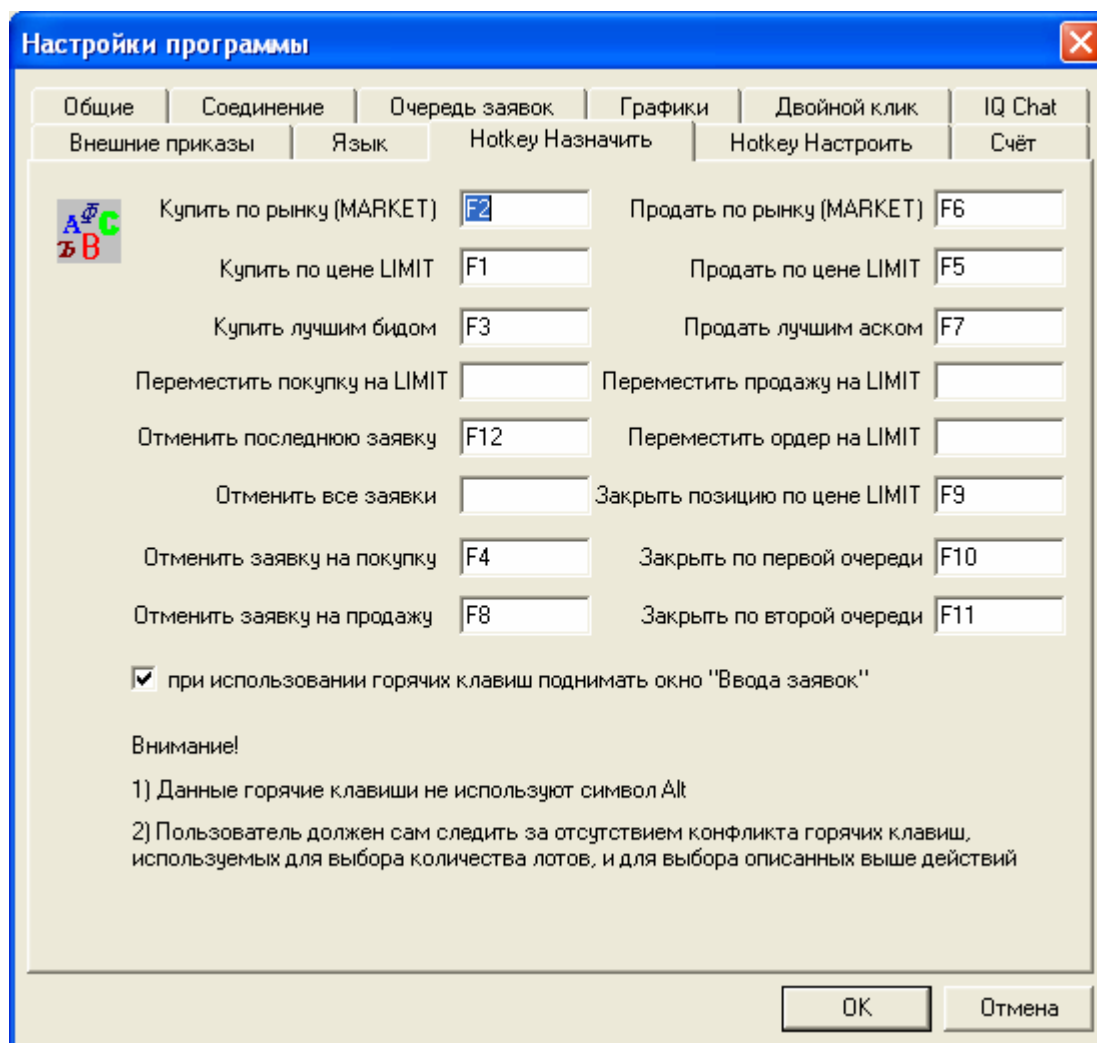 Настройки программы
Общие Соединение Очередь заявок Графики Двойной клик IQ Chat
Внешние приказы Язык Hotkey Назначить Hotkey Настроить Счёт
А Ф С Ъ В
Купить по рынку (MARKET) F2 Продать по рынку (MARKET) F6
Купить по цене LIMIT F1 Продать по цене LIMIT F5
Купить лучшим бидом F3 Продать лучшим аском F7
Переместить покупку на LIMIT Переместить продажу на LIMIT
Отменить последнюю заявку F12 Переместить ордер на LIMIT
Отменить все заявки Закрыть позицию по цене LIMIT F9
Отменить заявку на покупку F4 Закрыть по первой очереди F10
Отменить заявку на продажу F8 Закрыть по второй очереди F11
при использовании горячих клавиш поднимать окно "Ввода заявок"
Внимание!
1) Данные горячие клавиши не используют символ Alt
2) Пользователь должен сам следить за отсутствием конфликта горячих клавиш,
используемых для выбора количества лотов, и для выбора описанных выше действий
OK Отмена